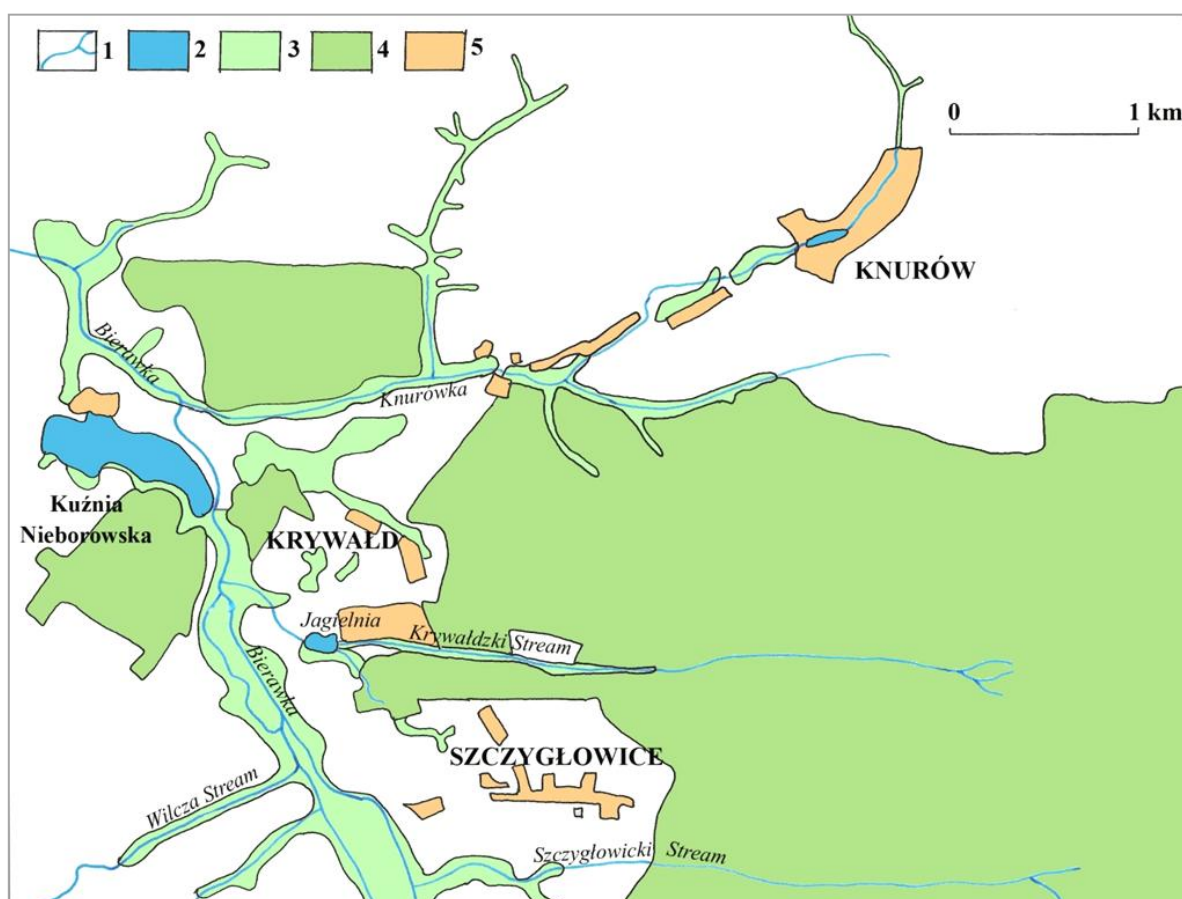 1 2 3 4 5
0 1 km
KNURÓW
Bierawka
Knurówka
Kuźnia
Nieborowska
KRYWAŁD
Jagielnia
Krywałdzki Stream
Bierawka
SZCZYGŁOWICE
Wilcza Stream
Szczygłowicki Stream